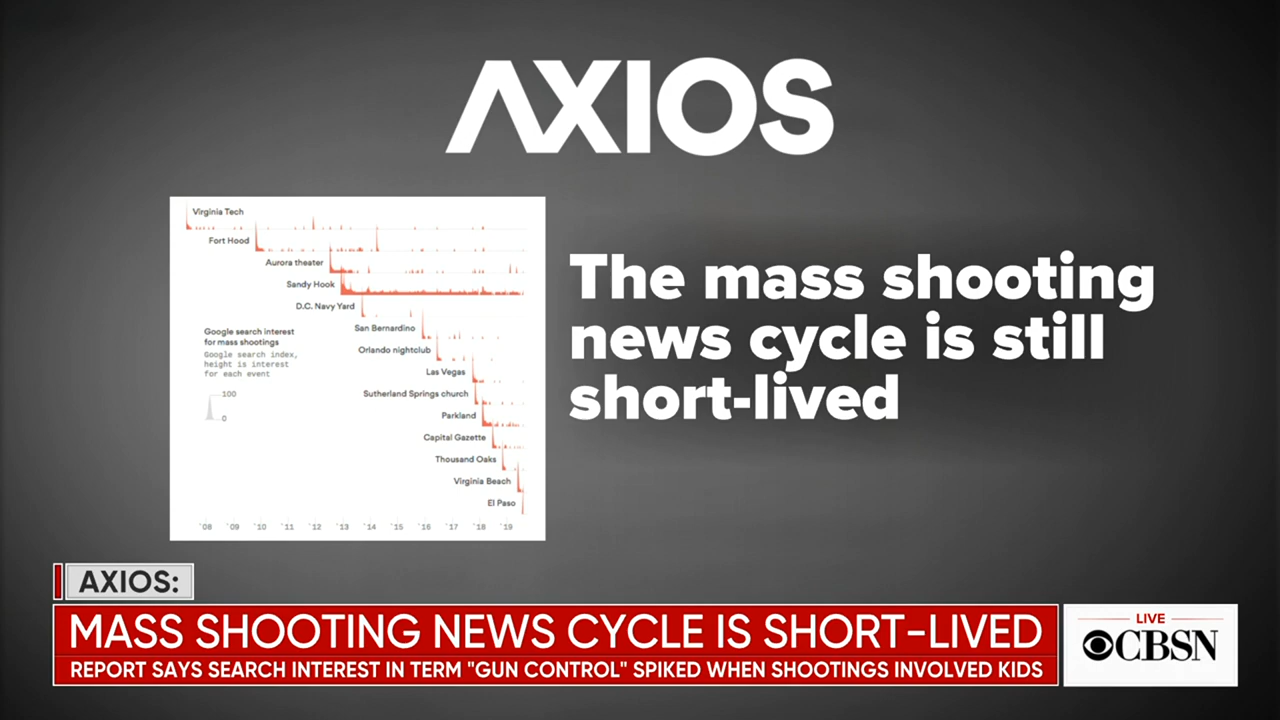 AXIOS
Virginia Tech
Fort Hood
Aurora theater
Sandy Hook
D.C. Navy Yard
San Bernardino
Google search interest
for mass shootings
Orlando nightclub
Google search index,
height is interest
for each event
Las Vegas
100
Sutherland Springs church
0
Parkland
Capital Gazette
Thousand Oaks
Virginia Beach
El Paso
'08 '09 '10 '11 '12 '13 '14 '15 '16 '17 '18 '19
The mass shooting
news cycle is still
short-lived
AXIOS:
MASS SHOOTING NEWS CYCLE IS SHORT-LIVED
REPORT SAYS SEARCH INTEREST IN TERM "GUN CONTROL" SPIKED WHEN SHOOTINGS INVOLVED KIDS
LIVE
CBSN